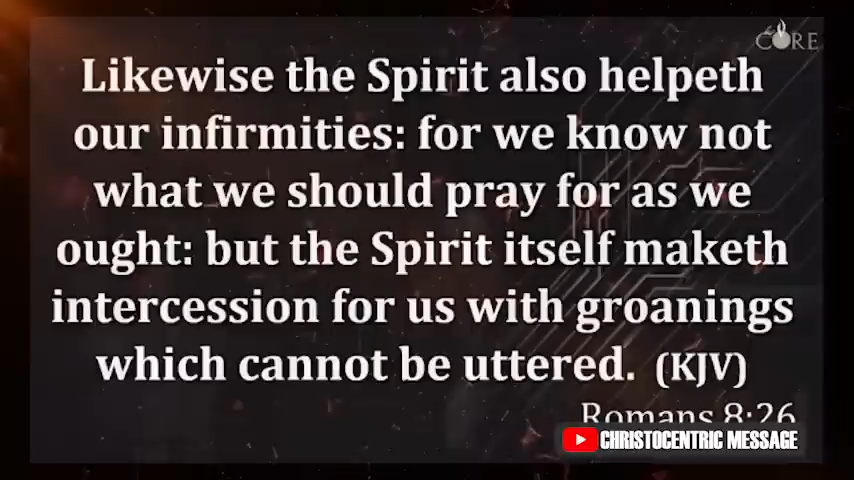 CORE
Likewise the Spirit also helpeth
our infirmities: for we know not
what we should pray for as we
ought: but the Spirit itself maketh
intercession for us with groanings
which cannot be uttered. (KJV)
Romans 8:26
CHRISTOCENTRIC MESSAGE